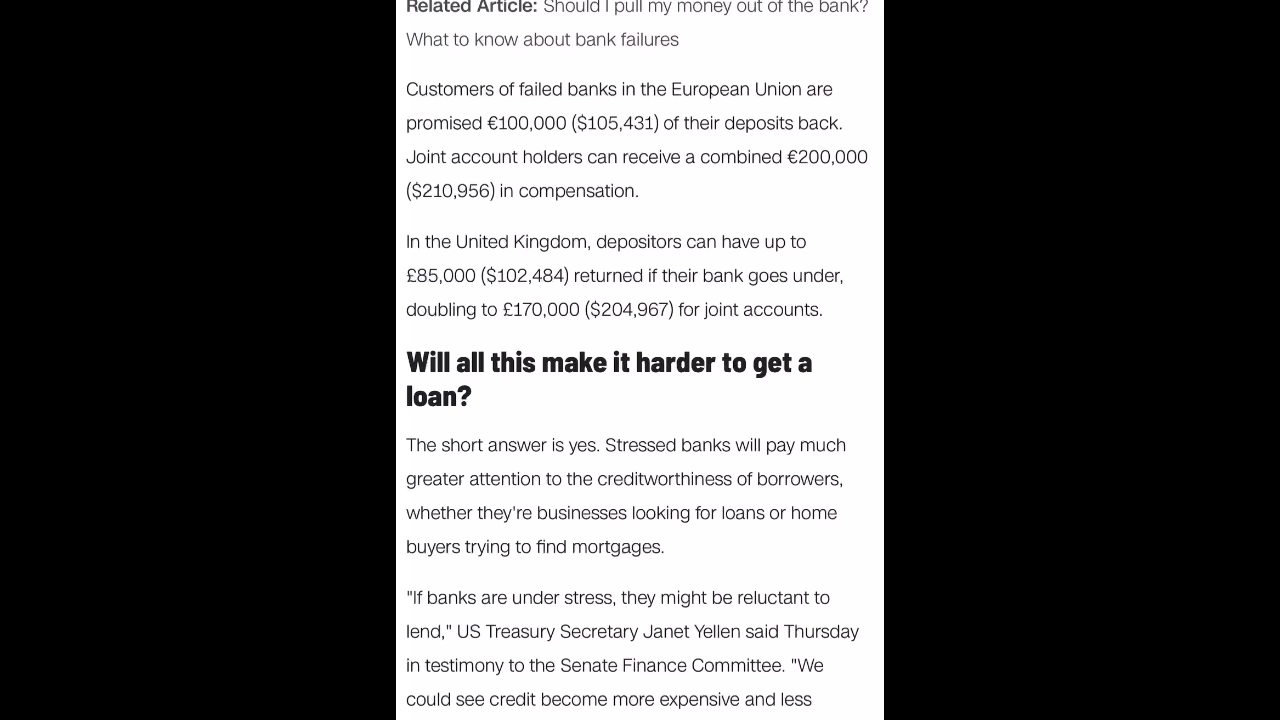 Related Article: Should I pull my money out of the bank?
What to know about bank failures
Customers of failed banks in the European Union are
promised €100,000 ($105,431) of their deposits back.
Joint account holders can receive a combined €200,000
($210,956) in compensation.
In the United Kingdom, depositors can have up to
£85,000 ($102,484) returned if their bank goes under,
doubling to £170,000 ($204,967) for joint accounts.
Will all this make it harder to get a
loan?
The short answer is yes. Stressed banks will pay much
greater attention to the creditworthiness of borrowers,
whether they're businesses looking for loans or home
buyers trying to find mortgages.
"If banks are under stress, they might be reluctant to
lend," US Treasury Secretary Janet Yellen said Thursday
in testimony to the Senate Finance Committee. "We
could see credit become more expensive and less